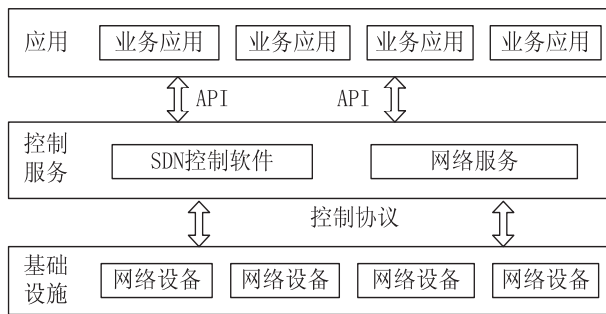 应用 业务应用 业务应用 业务应用 业务应用
API API
控制
服务
SDN控制软件 网络服务
控制协议
基础
设施
网络设备 网络设备 网络设备 网络设备